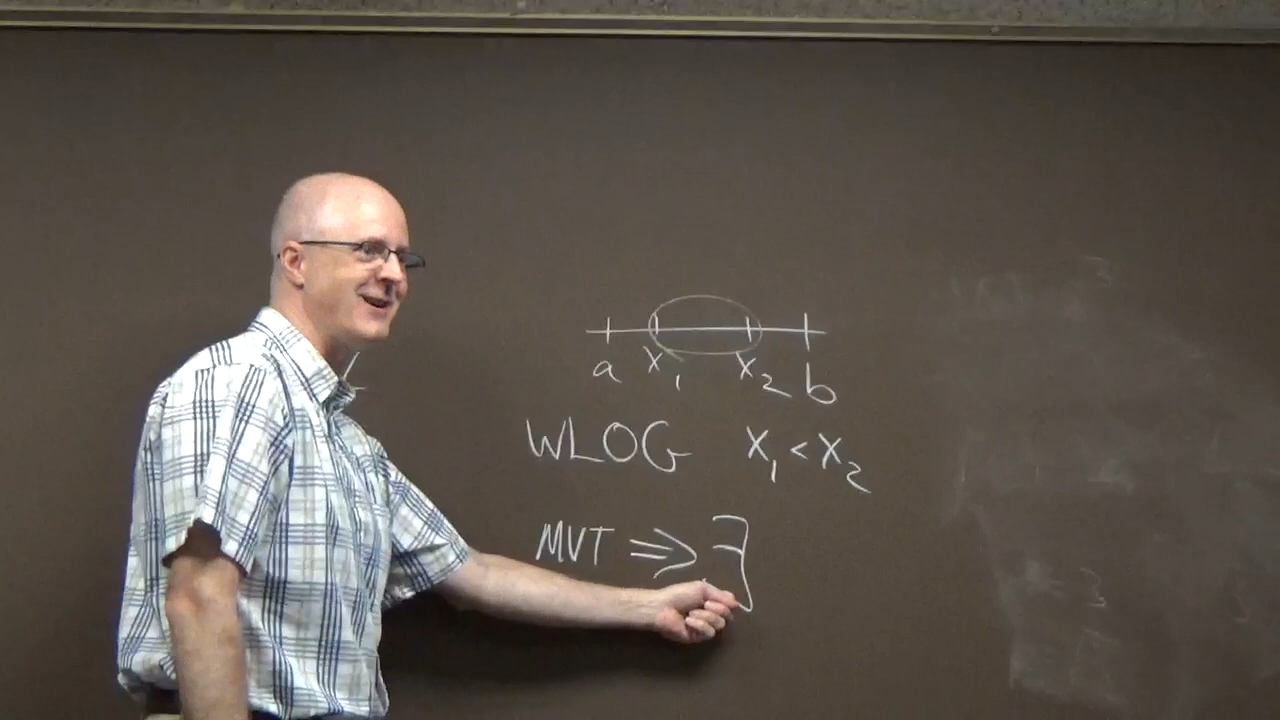 a x₁ x₂ b
WLOG x₁ < x₂
MVT ⇒ ∃